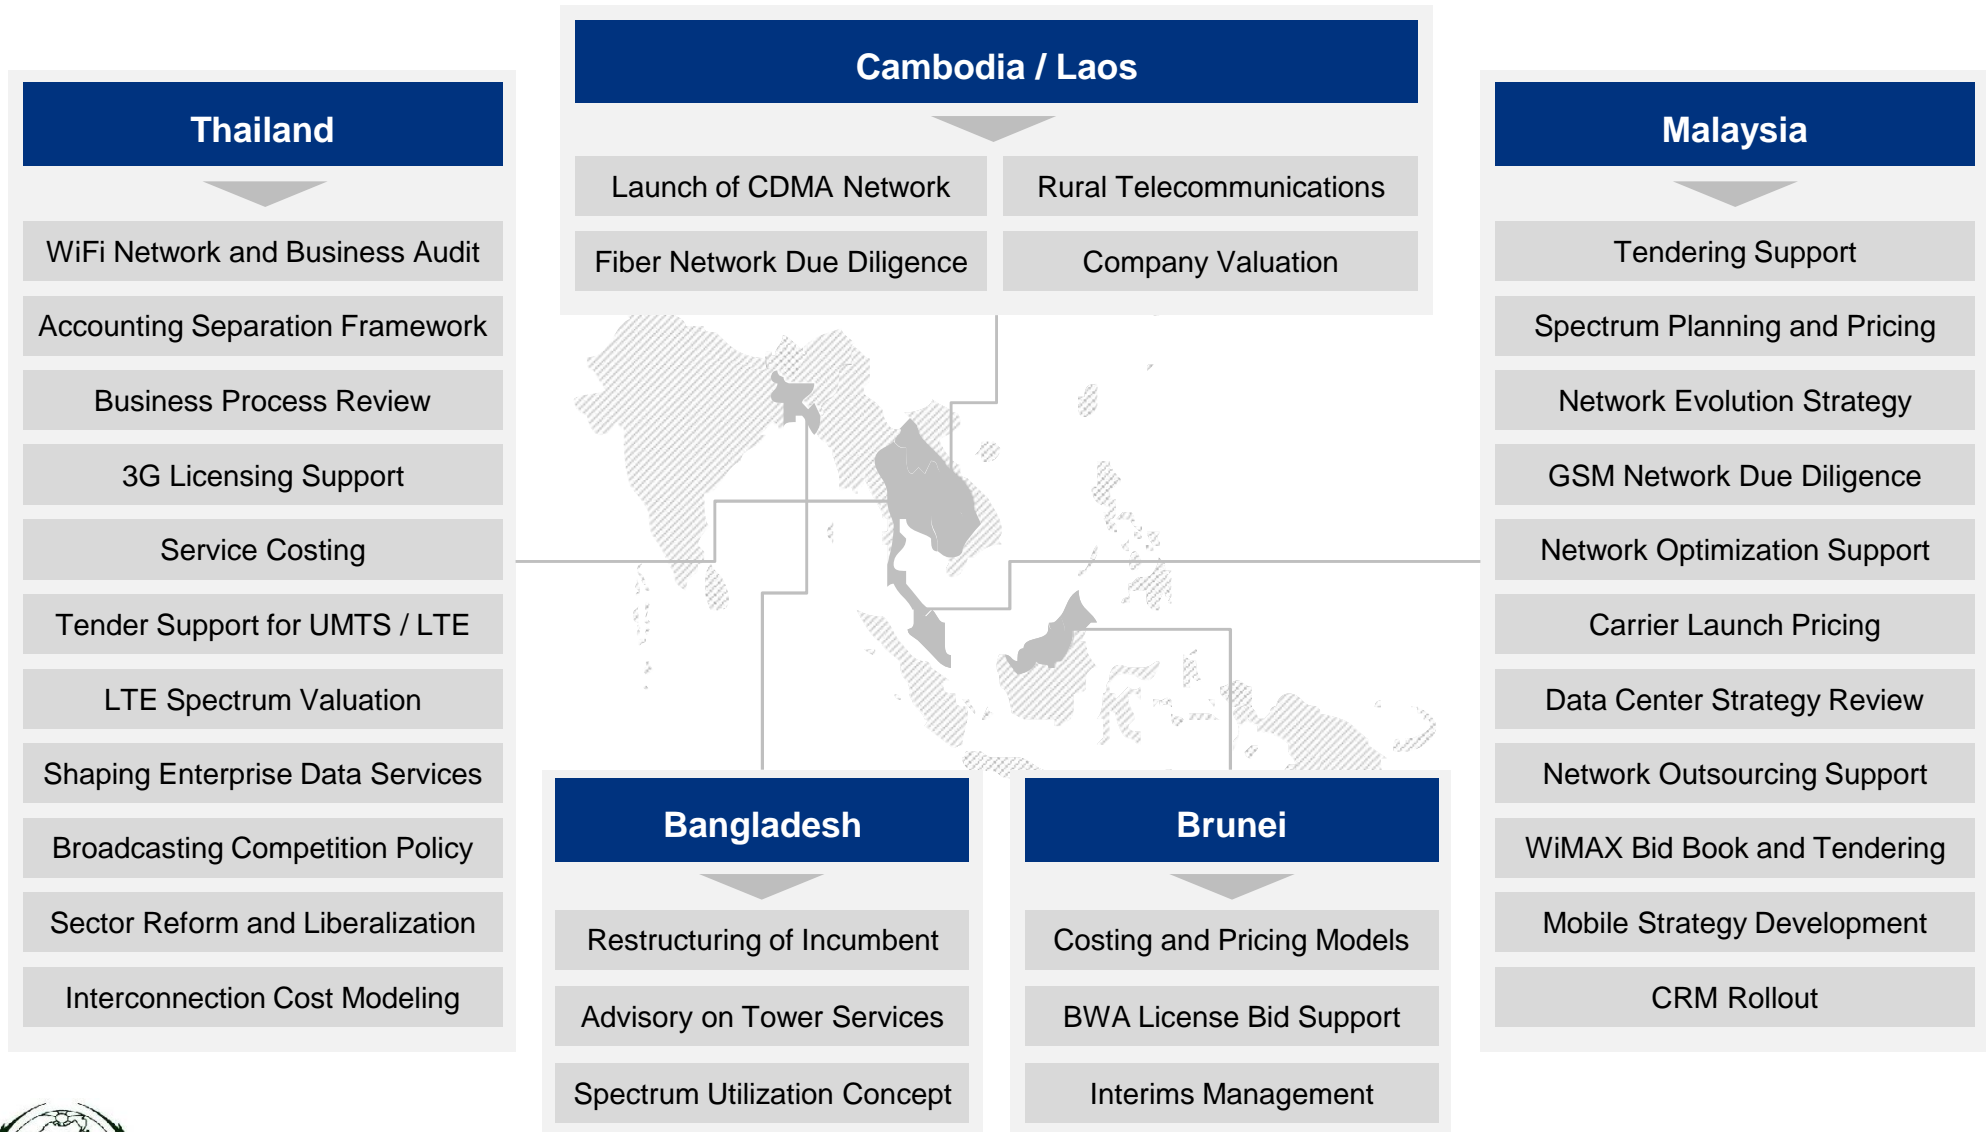 Cambodia / Laos
Launch of CDMA Network
Rural Telecommunications
Fiber Network Due Diligence
Company Valuation
Thailand
WiFi Network and Business Audit
Accounting Separation Framework
Business Process Review
3G Licensing Support
Service Costing
Tender Support for UMTS / LTE
LTE Spectrum Valuation
Shaping Enterprise Data Services
Broadcasting Competition Policy
Sector Reform and Liberalization
Interconnection Cost Modeling
Malaysia
Tendering Support
Spectrum Planning and Pricing
Network Evolution Strategy
GSM Network Due Diligence
Network Optimization Support
Carrier Launch Pricing
Data Center Strategy Review
Network Outsourcing Support
WiMAX Bid Book and Tendering
Mobile Strategy Development
CRM Rollout
Bangladesh
Restructuring of Incumbent
Advisory on Tower Services
Spectrum Utilization Concept
Brunei
Costing and Pricing Models
BWA License Bid Support
Interims Management